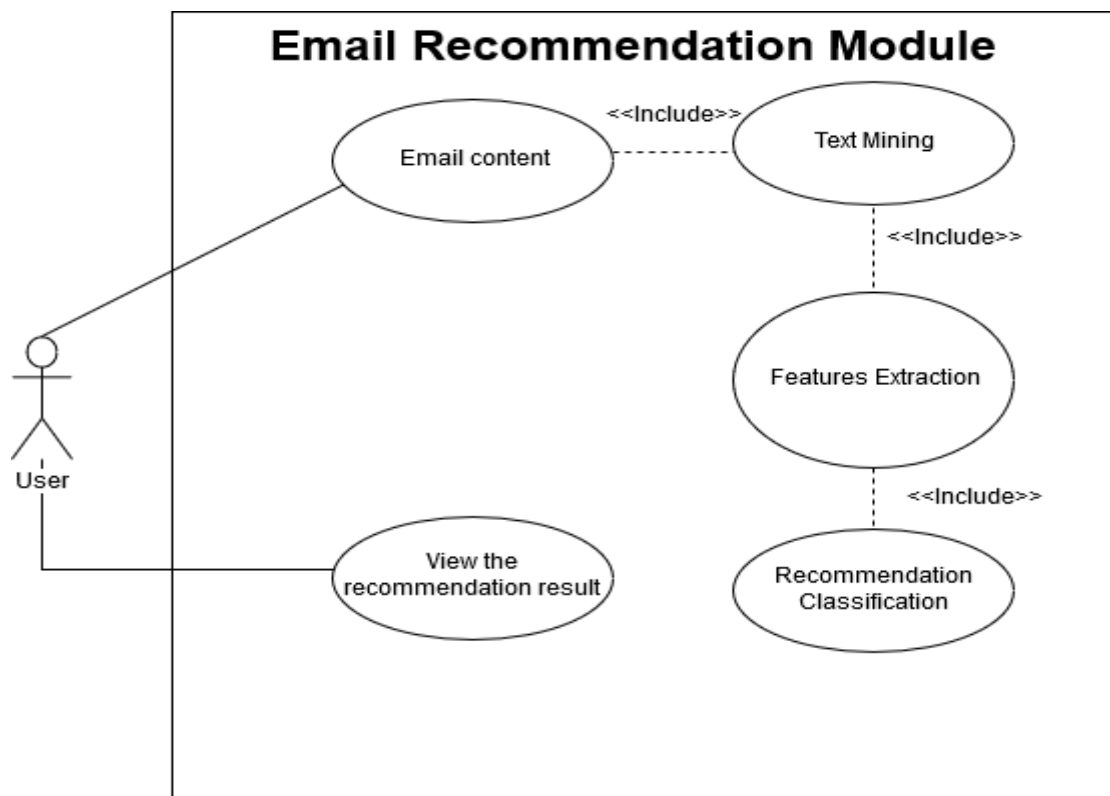 Email Recommendation Module
<<Include>>
Email content
Text Mining
<<Include>>
Features Extraction
User
<<Include>>
View the
recommendation result
Recommendation
Classification